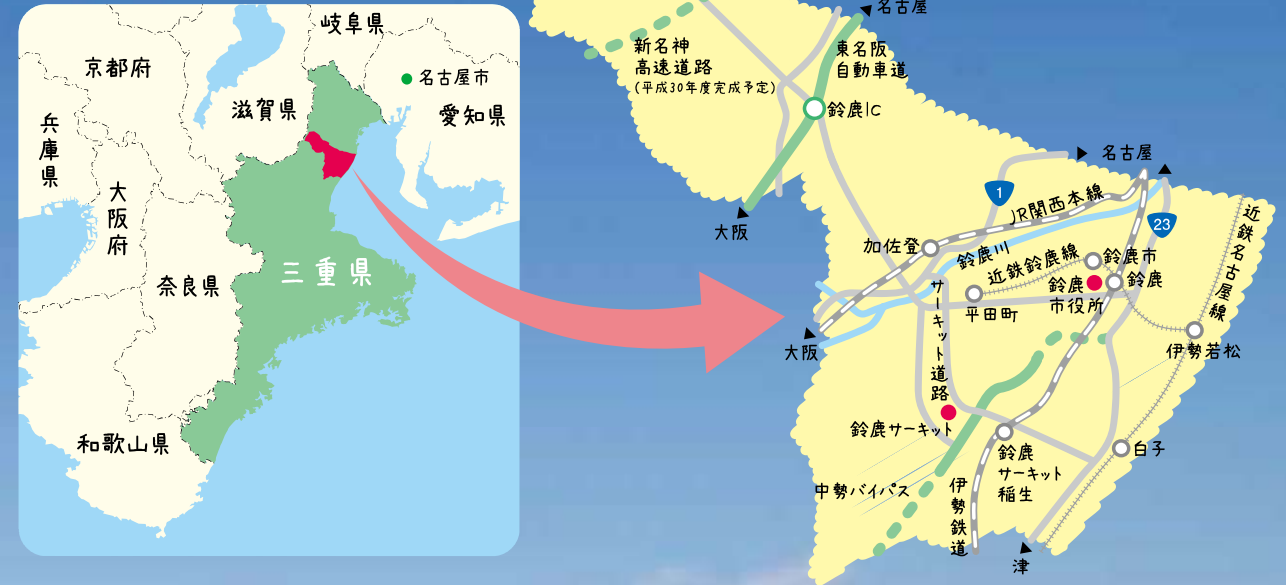 岐阜県
京都府
名古屋市
滋賀県
愛知県
兵庫県
大阪府
奈良県
三重県
和歌山県
名古屋
新名神
高速道路
(平成30年度完成予定)
東名阪
自動車道
鈴鹿IC
大阪
名古屋
1
JR関西本線
23
近鉄名古屋線
加佐登
鈴鹿川
近鉄鈴鹿線
鈴鹿市
鈴鹿
鈴鹿
市役所
平田町
サーキット道路
大阪
伊勢若松
鈴鹿サーキット
鈴鹿
サーキット
稲生
白子
中勢バイパス
伊勢鉄道
津